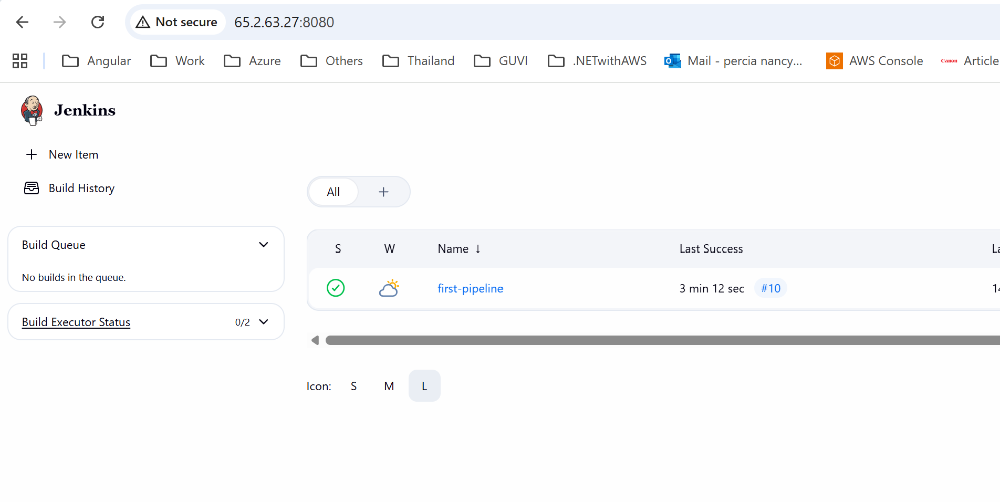 Not secure 65.2.63.27:8080
Angular Work Azure Others Thailand GUVI .NETwithAWS Mail - percia nancy... AWS Console Canon Article
Jenkins
New Item
Build History
All +
Build Queue
No builds in the queue.
Build Executor Status 0/2
S W Name ↓ Last Success La
first-pipeline 3 min 12 sec #10 14
Icon: S M L